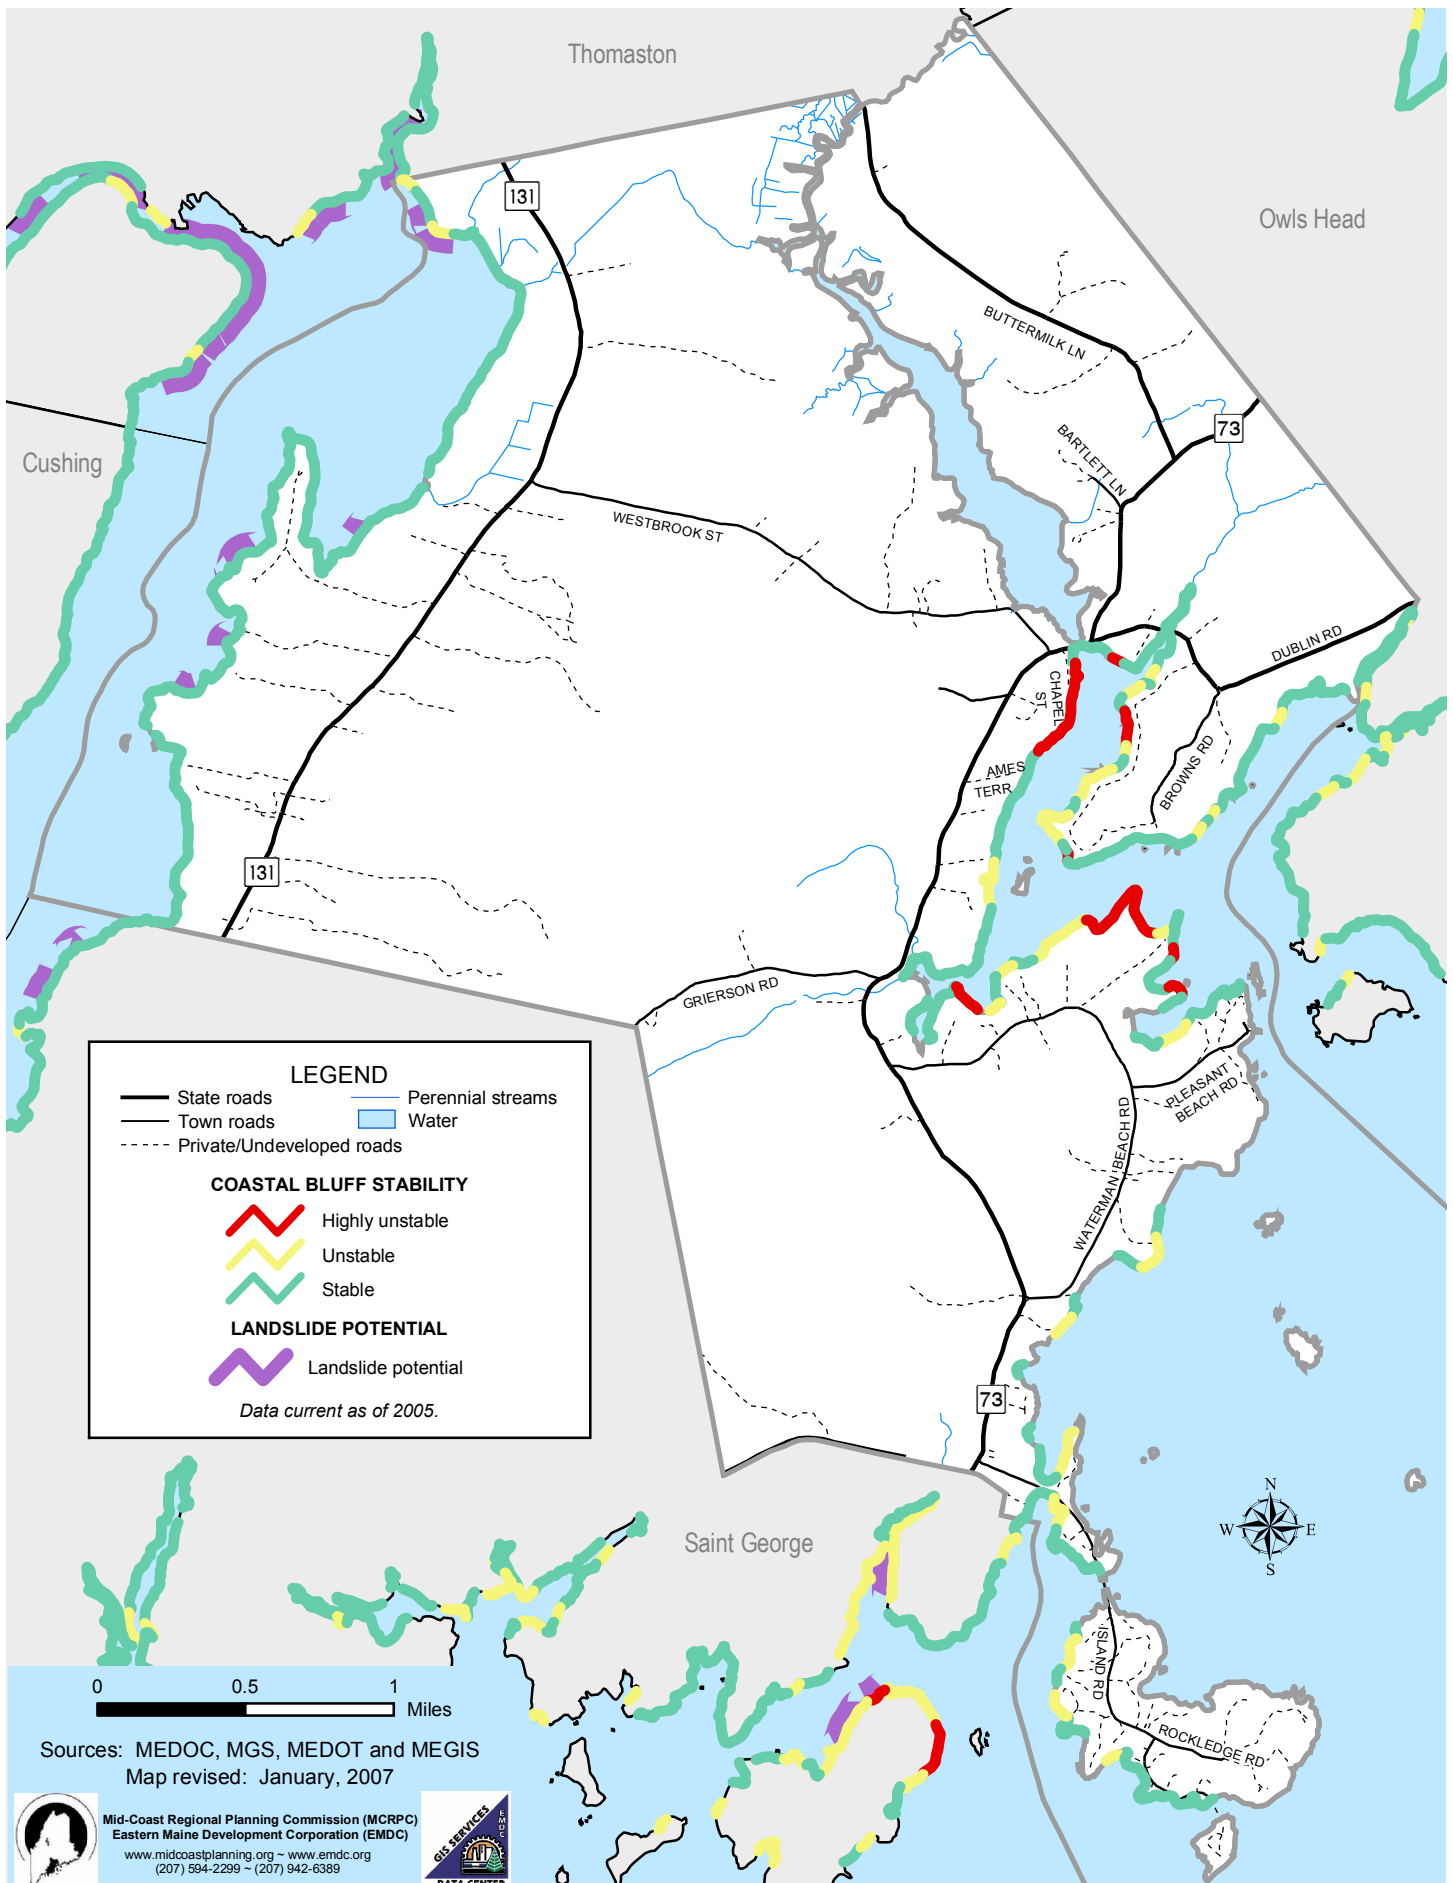 Thomaston
Owls Head
131
BUTTERMILK LN
73
BARTLETT LN
Cushing
WESTBROOK ST
DUBLIN RD
CHAPEL
ST
BROWNS RD
AMES
TERR
131
GRIERSON RD
PLEASANT
BEACH RD
WATERMAN BEACH RD
LEGEND
State roads
Perennial streams
Town roads
Water
Private/Undeveloped roads
COASTAL BLUFF STABILITY
Highly unstable
Unstable
Stable
LANDSLIDE POTENTIAL
Landslide potential
Data current as of 2005.
73
N
W E
S
Saint George
ISLAND RD
ROCKLEDGE RD
0 0.5 1
Miles
Sources: MEDOC, MGS, MEDOT and MEGIS
Map revised: January, 2007
Mid-Coast Regional Planning Commission (MCRPC)
Eastern Maine Development Corporation (EMDC)
www.midcoastplanning.org ~ www.emdc.org
(207) 594-2299 ~ (207) 942-6389
GIS SERVICES
EMDC
DATA CENTER